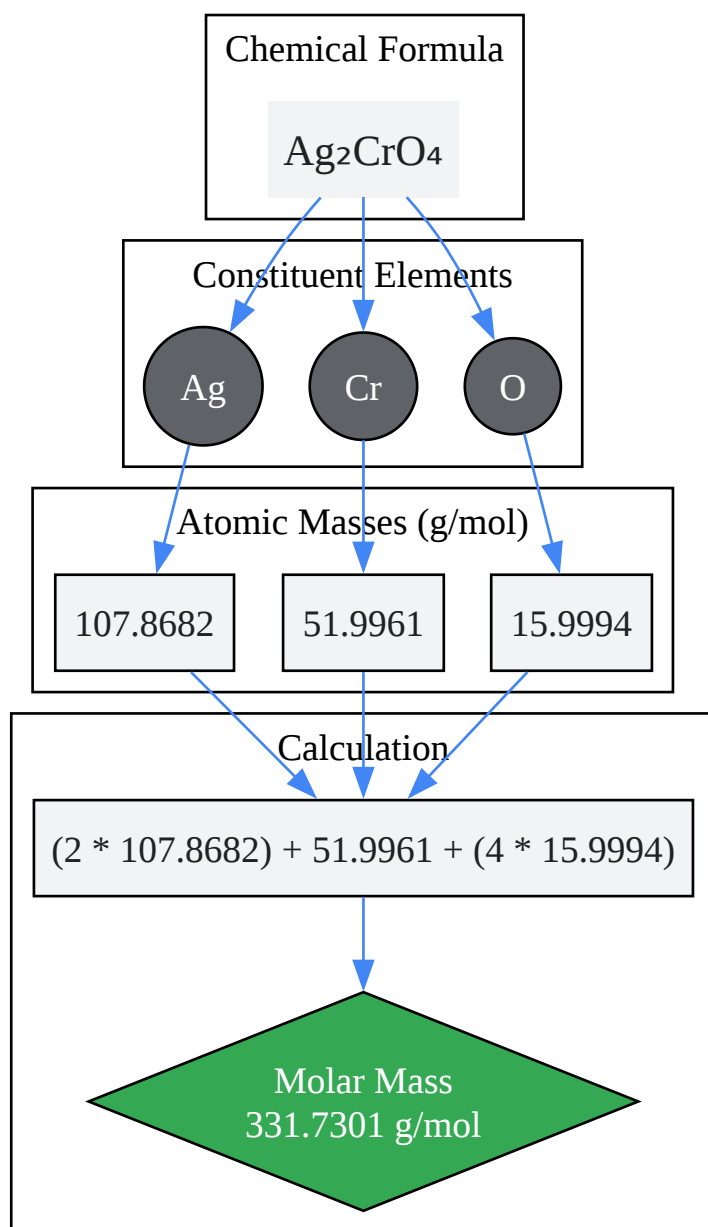 Chemical Formula
Ag₂CrO₄
Constituent Elements
Ag
Cr
O
Atomic Masses (g/mol)
107.8682
51.9961
15.9994
Calculation
(2 * 107.8682) + 51.9961 + (4 * 15.9994)
Molar Mass
331.7301 g/mol